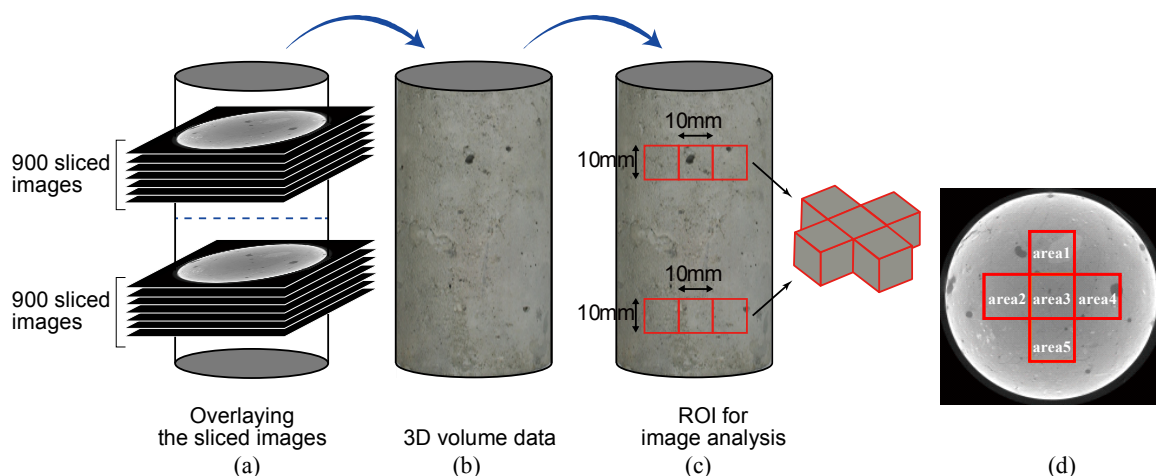 900 sliced
images
900 sliced
images
Overlaying
the sliced images
(a)
3D volume data
(b)
10mm
10mm
10mm
10mm
ROI for
image analysis
(c)
area1
area2 area3 area4
area5
(d)